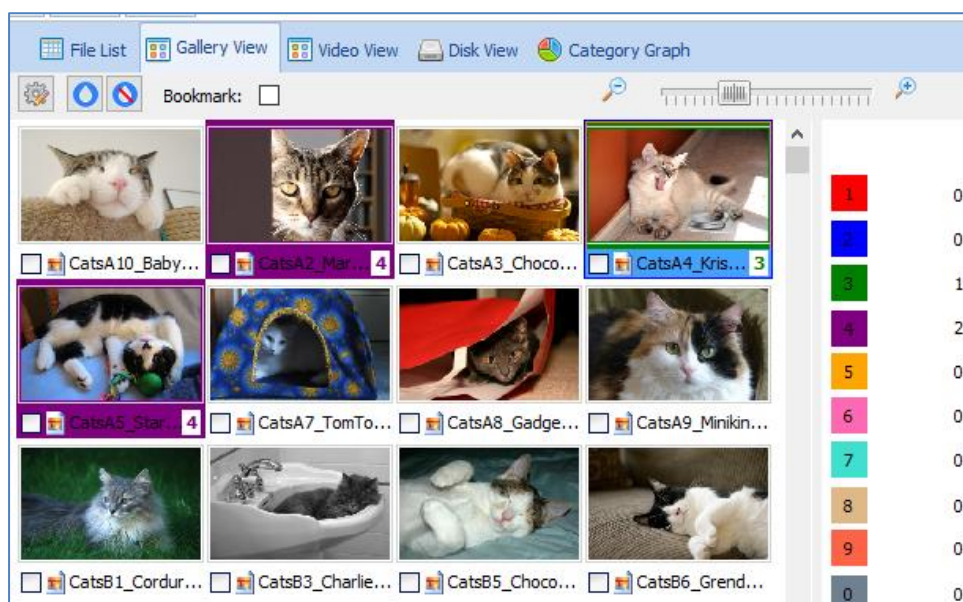 File List Gallery View Video View Disk View Category Graph
Bookmark:
CatsA10_Baby... CatsA2_Mar... 4 CatsA3_Choco... CatsA4_Kris... 3
CatsA5_Star... 4 CatsA7_TomTo... CatsA8_Gadge... CatsA9_Minikin...
CatsB1_Cordur... CatsB3_Charlie... CatsB5_Choco... CatsB6_Grend...
1 0
2 0
3 1
4 2
5 0
6 0
7 0
8 0
9 0
0 0